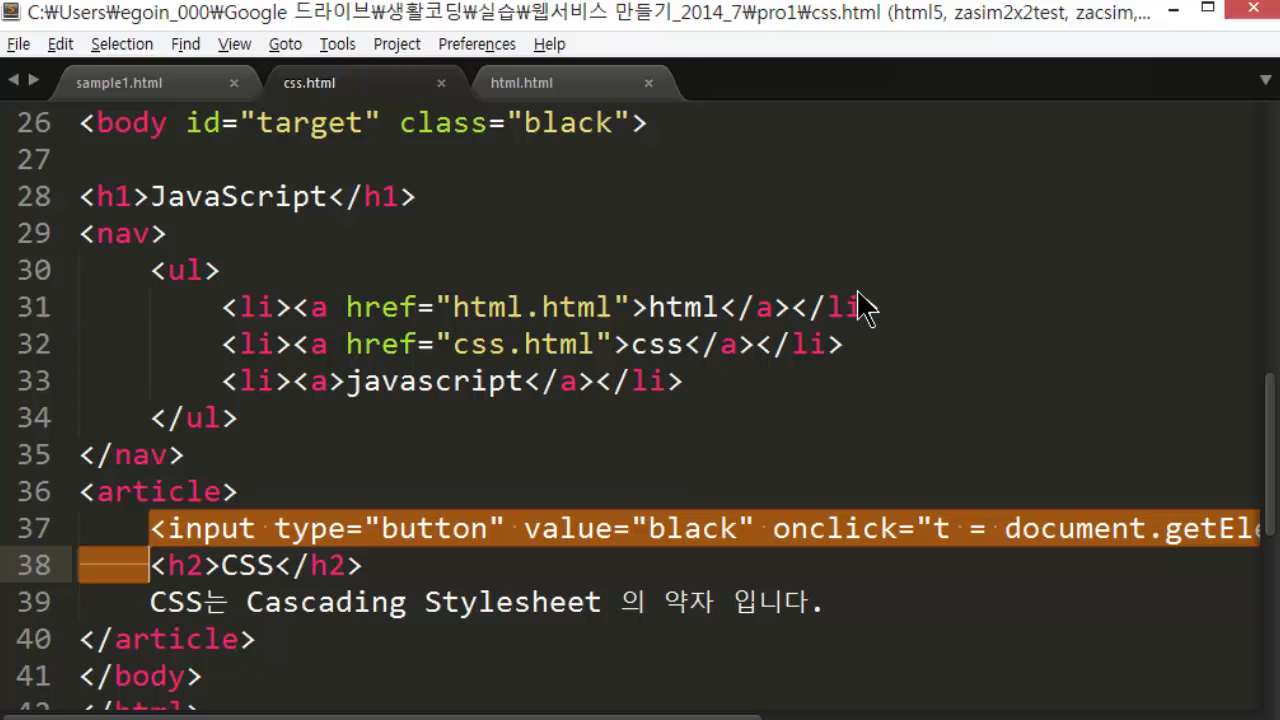 C:₩Users₩egoin_000₩Google 드라이브₩생활코딩₩실습₩웹서비스 만들기_2014_7₩pro1₩css.html (html5, zasim2x2test, zacsim,...
File Edit Selection Find View Goto Tools Project Preferences Help
sample1.html css.html html.html
26 <body id="target" class="black">
27
28 <h1>JavaScript</h1>
29 <nav>
30 <ul>
31 <li><a href="html.html">html</a></li
32 <li><a href="css.html">css</a></li>
33 <li><a>javascript</a></li>
34 </ul>
35 </nav>
36 <article>
37 <input type="button" value="black" onclick="t = document.getEle
38 <h2>CSS</h2>
39 CSS는 Cascading Stylesheet 의 약자 입니다.
40 </article>
41 </body>
42 </html>